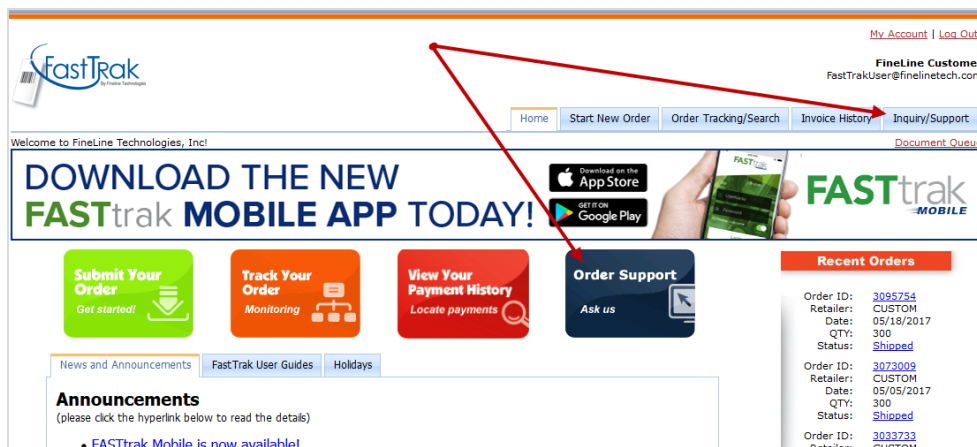 My Account | Log Out
FastTrak
By Fineline Technologies
FineLine Custome
FastTrakUser@finelinetech.con
Home Start New Order Order Tracking/Search Invoice History Inquiry/Support
Welcome to FineLine Technologies, Inc! Document Queu
DOWNLOAD THE NEW
FASTtrak MOBILE APP TODAY!
Download on the
App Store
GET IT ON
Google Play
FASTtrak
FASTtrak
MOBILE
Submit Your
Order
Get started!
Track Your
Order
Monitoring
View Your
Payment History
Locate payments
Order Support
Ask us
Recent Orders
Order ID: 3095754
Retailer: CUSTOM
Date: 05/18/2017
QTY: 300
Status: Shipped
Order ID: 3073009
Retailer: CUSTOM
Date: 05/05/2017
QTY: 300
Status: Shipped
Order ID: 3033733
Retailer: CUSTOM
News and Announcements FastTrak User Guides Holidays
Announcements
(please click the hyperlink below to read the details)
• FASTtrak Mobile is now available!